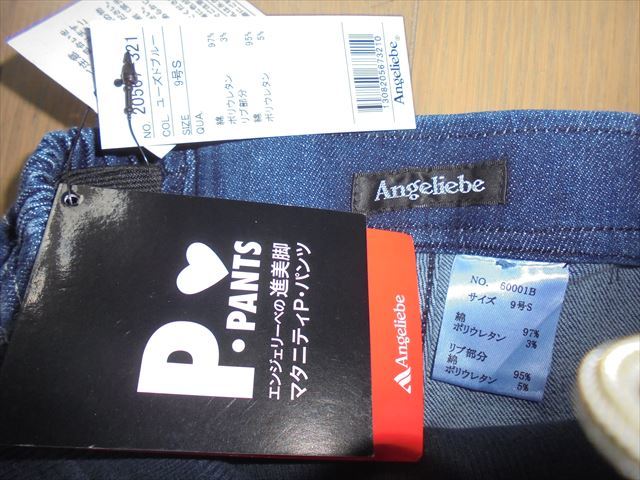 NO. 205673321
COL. ユーズドブルー
SIZE 9号S
QUA.
綿 97%
ポリウレタン 3%
リブ部分
綿 95%
ポリウレタン 5%
1308205673210
Angeliebe®
Angeliebe
P・PANTS
エンジェリーベの進美脚
マタニティP・パンツ
Angeliebe
NO. 60001B
サイズ 9号S
綿 97%
ポリウレタン 3%
リブ部分
綿 95%
ポリウレタン 5%